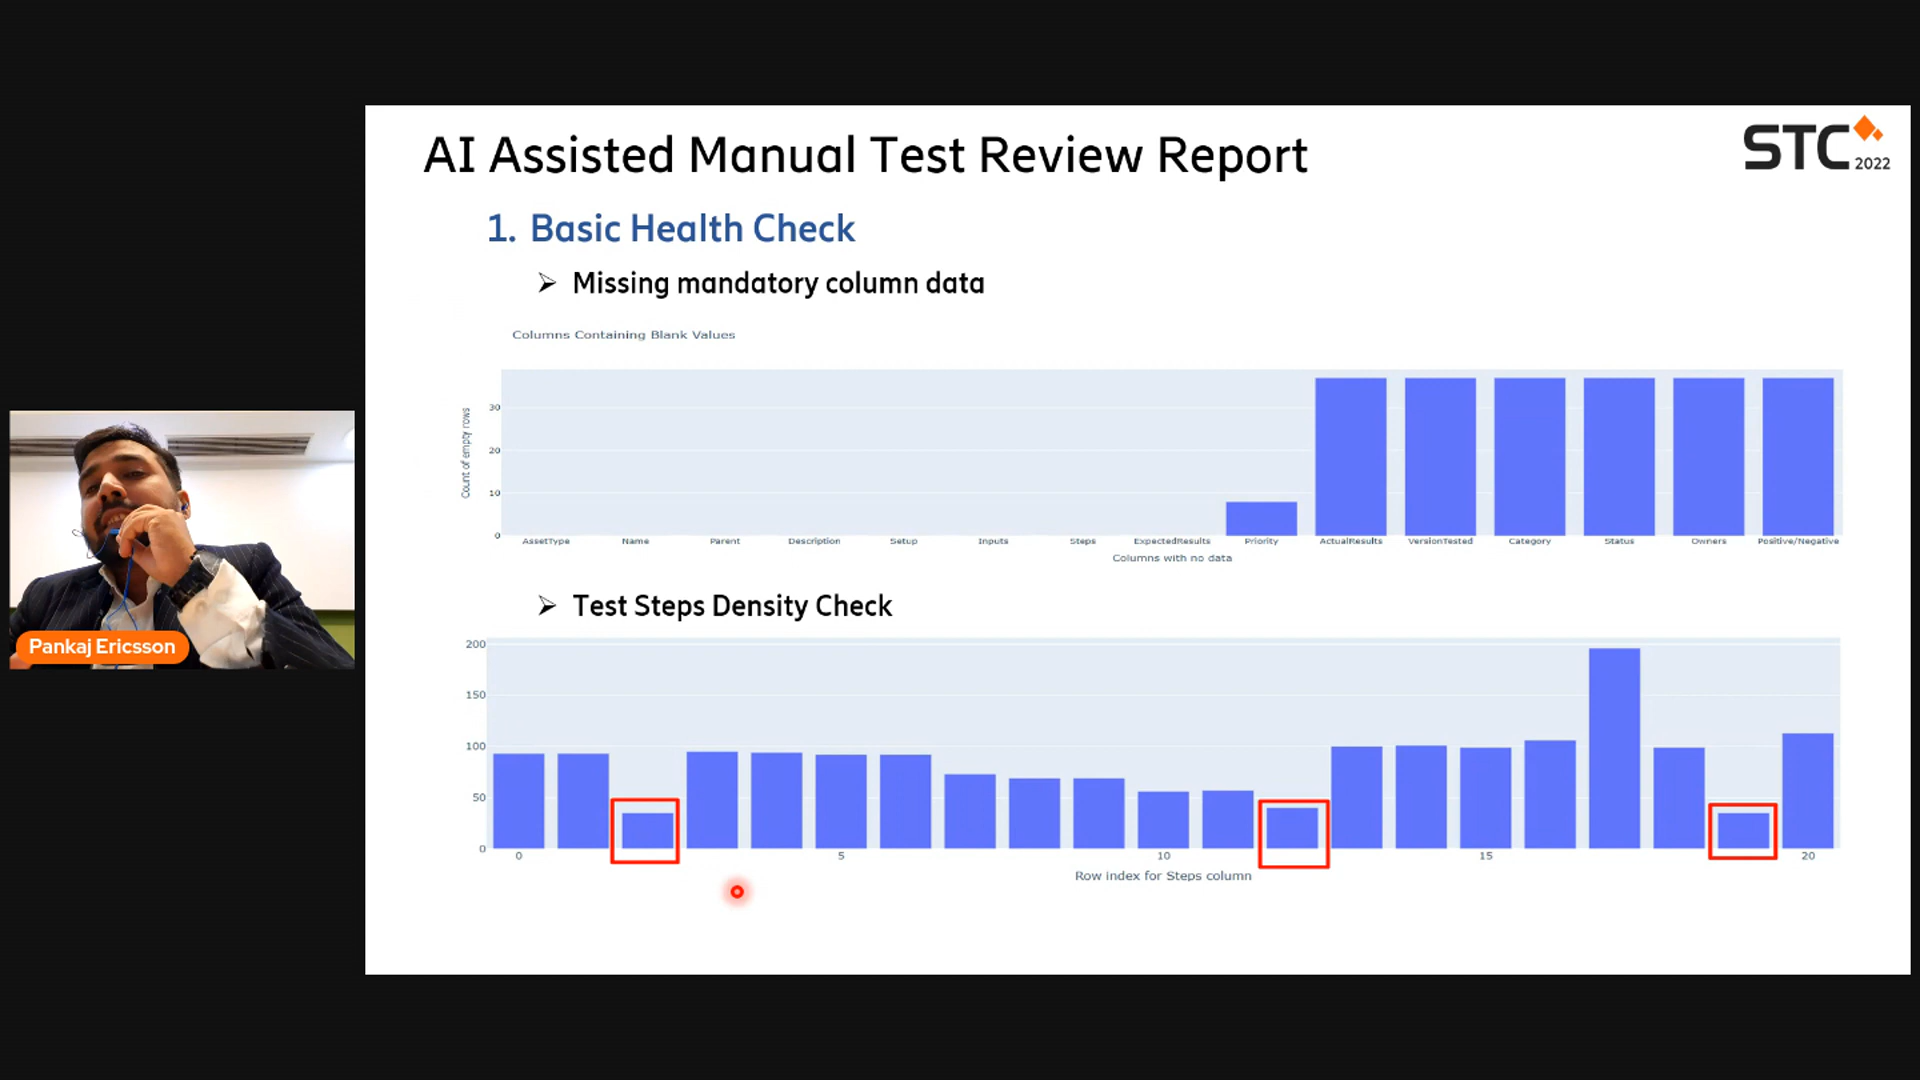 AI Assisted Manual Test Review Report
STC 2022
1. Basic Health Check
➢ Missing mandatory column data
Columns Containing Blank Values
Count of empty rows
30
20
10
0
AssetType Name Parent Description Setup Inputs Steps ExpectedResults Priority ActualResults VersionTested Category Status Owners Positive/Negative
Columns with no data
➢ Test Steps Density Check
200
150
100
50
0
0 5 10 15 20
Row index for Steps column
Pankaj Ericsson